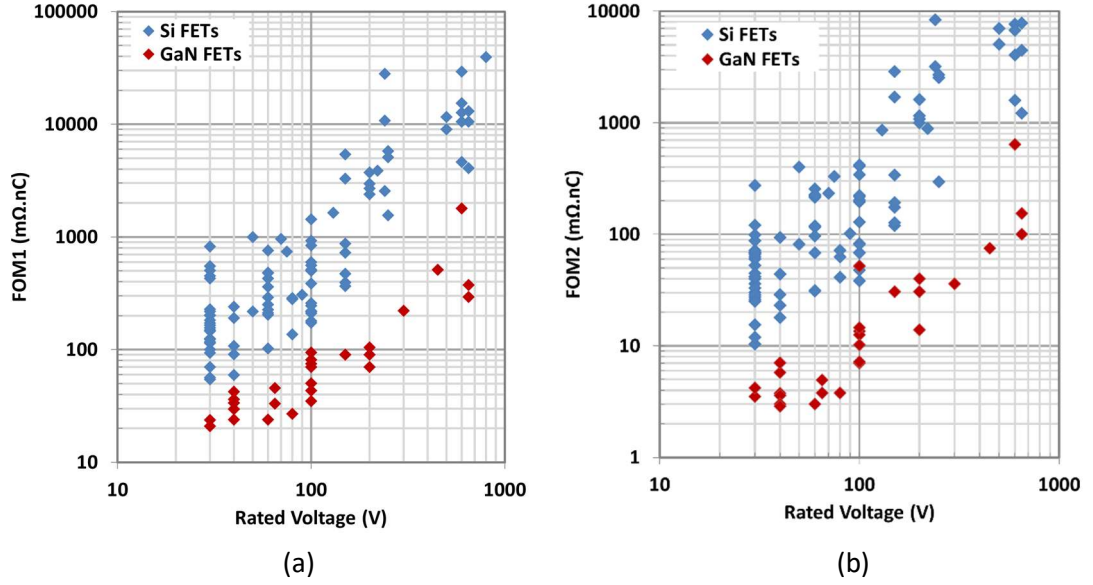 Si FETs
GaN FETs
100000
10000
1000
100
10
10
100
1000
FOM1 (mΩ.nC)
Rated Voltage (V)
(a)
Si FETs
GaN FETs
10000
1000
100
10
1
10
100
1000
FOM2 (mΩ.nC)
Rated Voltage (V)
(b)